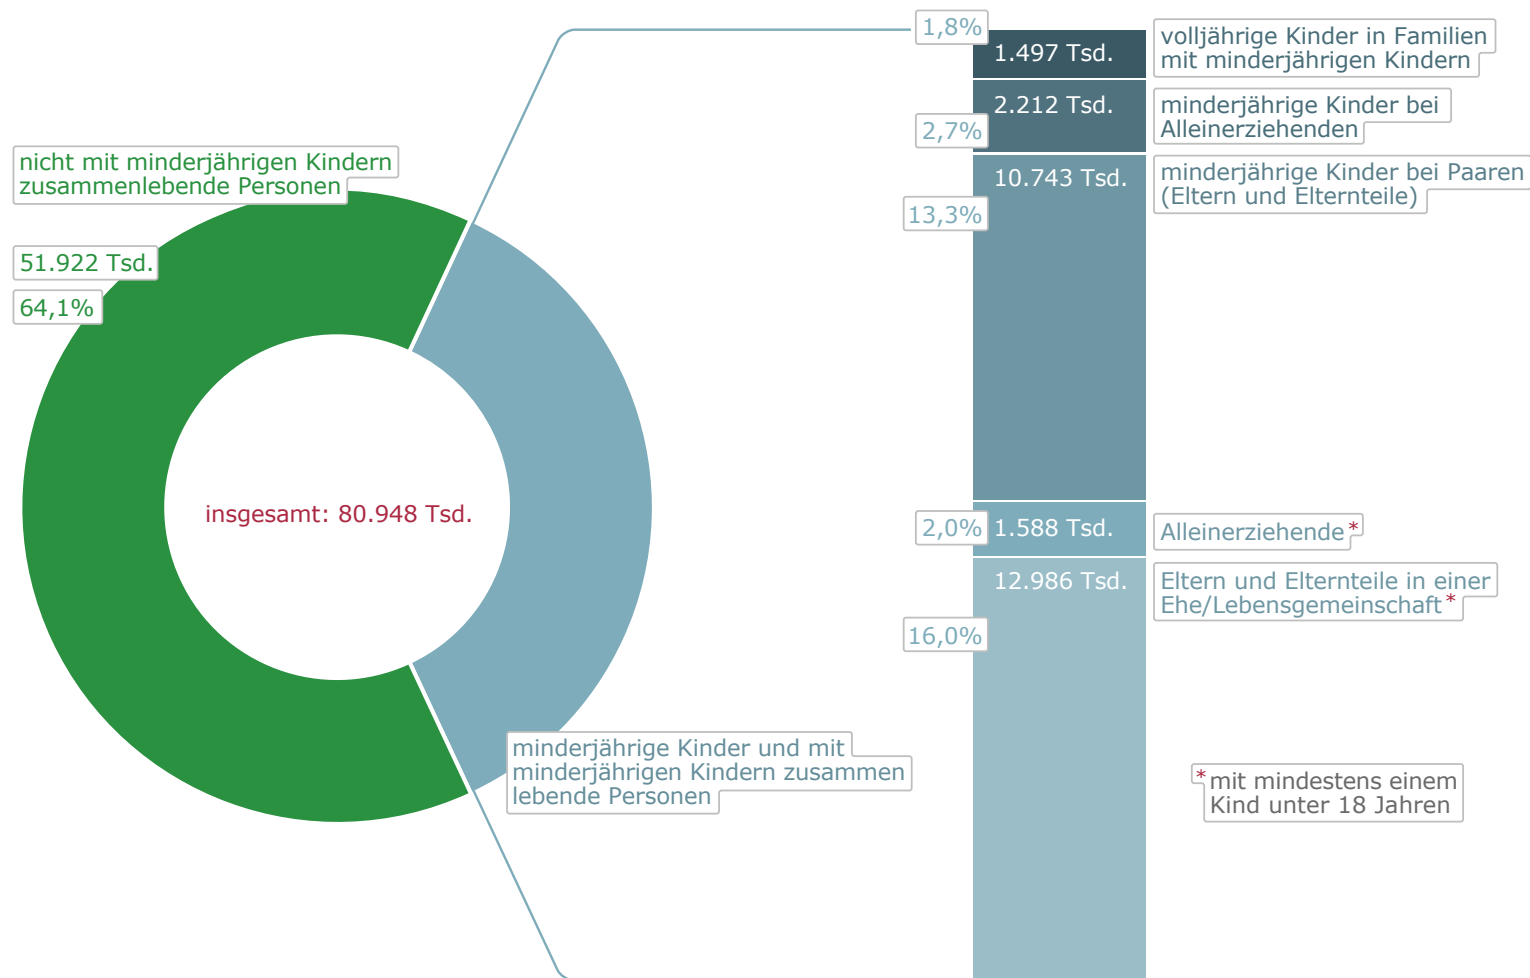 nicht mit minderjährigen Kindern
zusammenlebende Personen
51.922 Tsd.
64,1%
insgesamt: 80.948 Tsd.
minderjährige Kinder und mit
minderjährigen Kindern zusammen
lebende Personen
1,8%
1.497 Tsd.
volljährige Kinder in Familien
mit minderjährigen Kindern
2,7%
2.212 Tsd.
minderjährige Kinder bei
Alleinerziehenden
13,3%
10.743 Tsd.
minderjährige Kinder bei Paaren
(Eltern und Elternteile)
2,0%
1.588 Tsd.
Alleinerziehende*
16,0%
12.986 Tsd.
Eltern und Elternteile in einer
Ehe/Lebensgemeinschaft*
*mit mindestens einem
Kind unter 18 Jahren